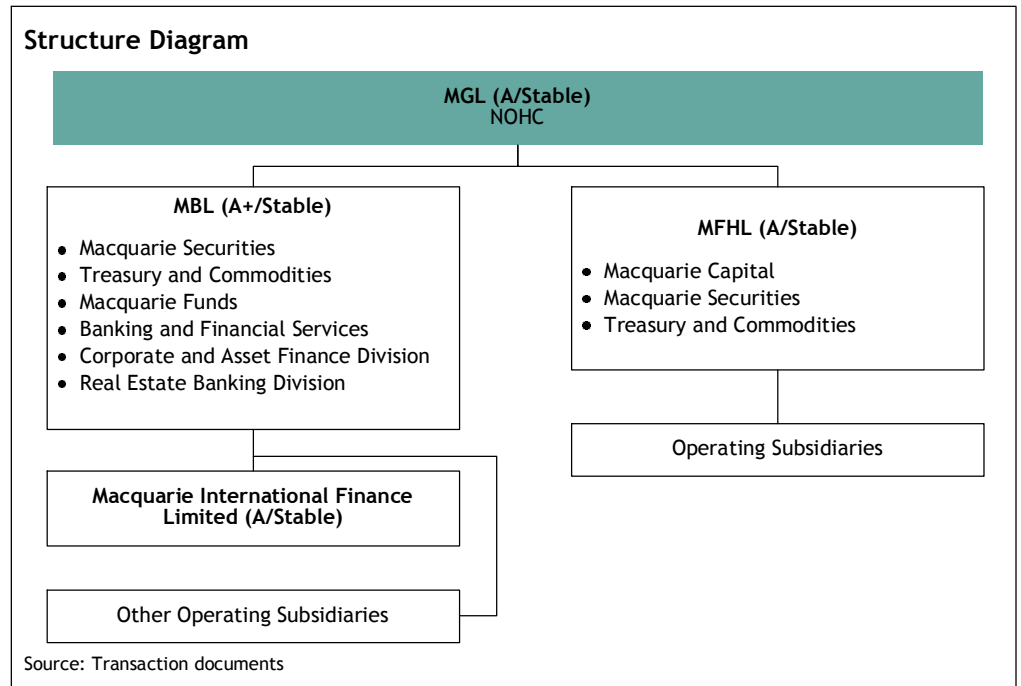 Structure Diagram
MGL (A/Stable)
NOHC
MBL (A+/Stable)
• Macquarie Securities
• Treasury and Commodities
• Macquarie Funds
• Banking and Financial Services
• Corporate and Asset Finance Division
• Real Estate Banking Division
MFHL (A/Stable)
• Macquarie Capital
• Macquarie Securities
• Treasury and Commodities
Operating Subsidiaries
Macquarie International Finance
Limited (A/Stable)
Other Operating Subsidiaries
Source: Transaction documents